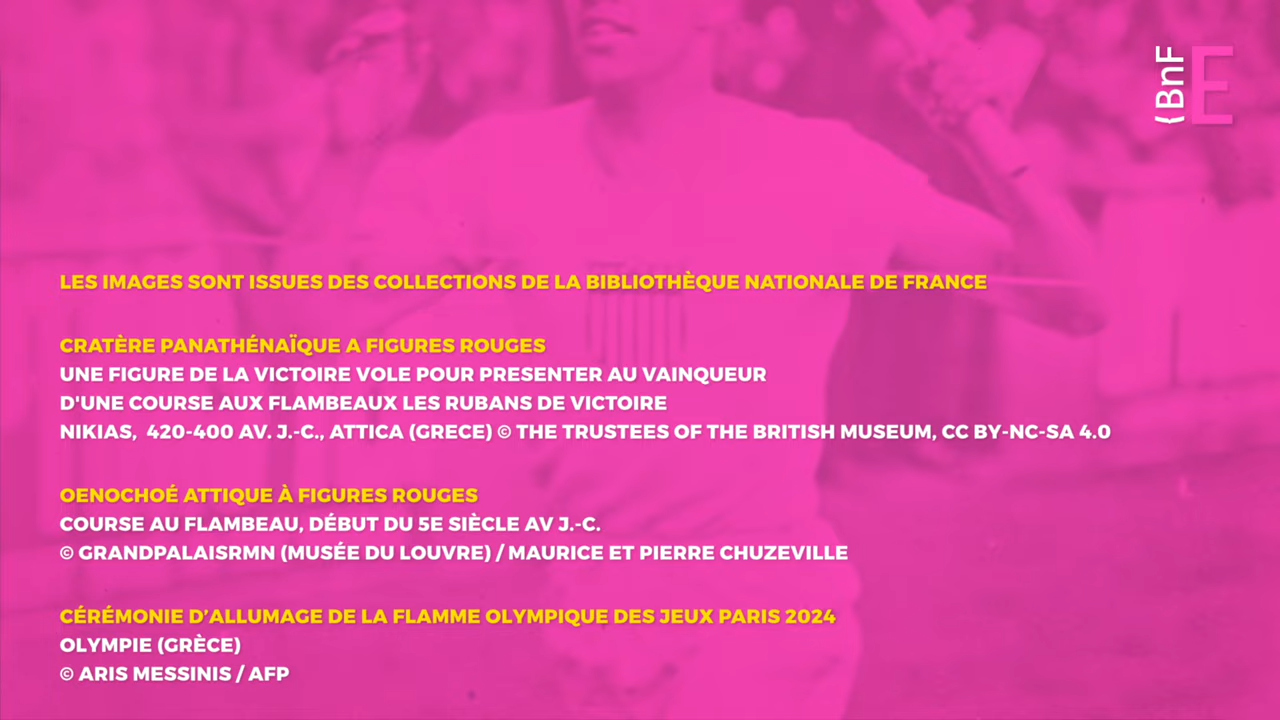 (BnF E
LES IMAGES SONT ISSUES DES COLLECTIONS DE LA BIBLIOTHÈQUE NATIONALE DE FRANCE
CRATÈRE PANATHÉNAÏQUE A FIGURES ROUGES
UNE FIGURE DE LA VICTOIRE VOLE POUR PRESENTER AU VAINQUEUR
D'UNE COURSE AUX FLAMBEAUX LES RUBANS DE VICTOIRE
NIKIAS, 420-400 AV. J.-C., ATTICA (GRECE) © THE TRUSTEES OF THE BRITISH MUSEUM, CC BY-NC-SA 4.0
OENOCHOÉ ATTIQUE À FIGURES ROUGES
COURSE AU FLAMBEAU, DÉBUT DU 5E SIÈCLE AV J.-C.
© GRANDPALAISRMN (MUSÉE DU LOUVRE) / MAURICE ET PIERRE CHUZEVILLE
CÉRÉMONIE D’ALLUMAGE DE LA FLAMME OLYMPIQUE DES JEUX PARIS 2024
OLYMPIE (GRÈCE)
© ARIS MESSINIS / AFP